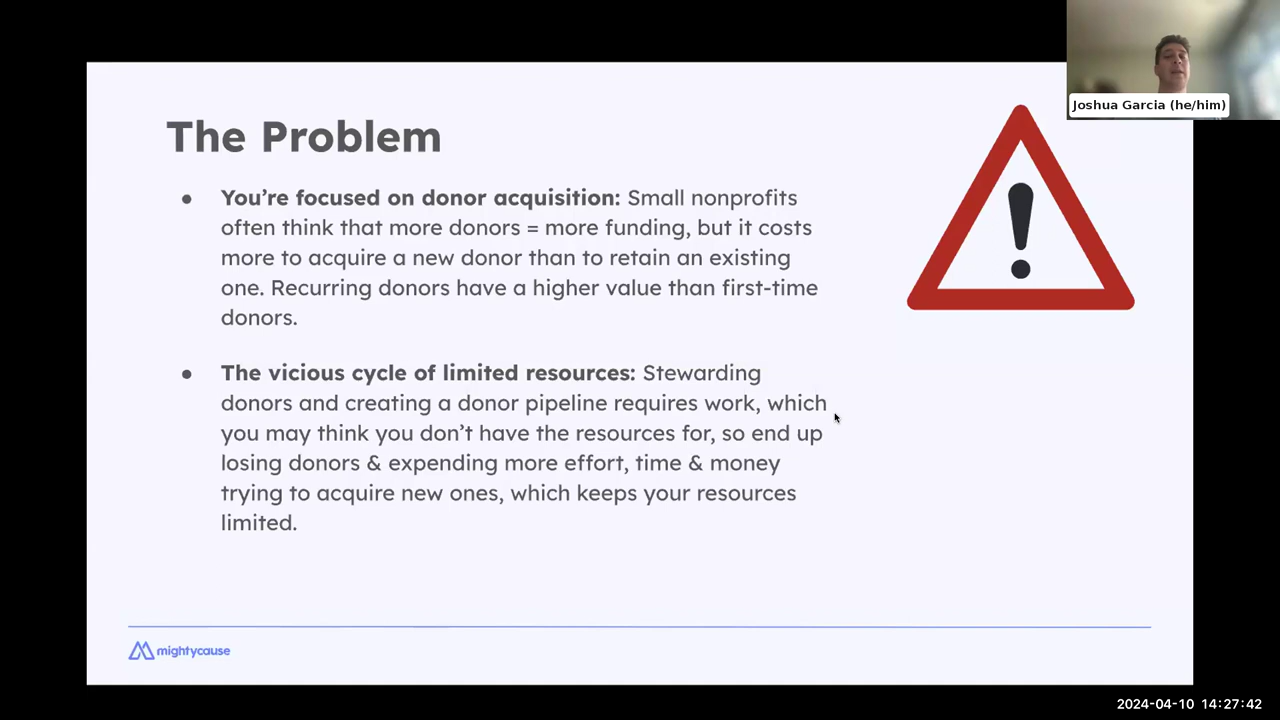 Joshua Garcia (he/him)
The Problem
● You’re focused on donor acquisition: Small nonprofits
often think that more donors = more funding, but it costs
more to acquire a new donor than to retain an existing
one. Recurring donors have a higher value than first-time
donors.
● The vicious cycle of limited resources: Stewarding
donors and creating a donor pipeline requires work, which
you may think you don’t have the resources for, so end up
losing donors & expending more effort, time & money
trying to acquire new ones, which keeps your resources
limited.
mightycause
2024-04-10 14:27:42